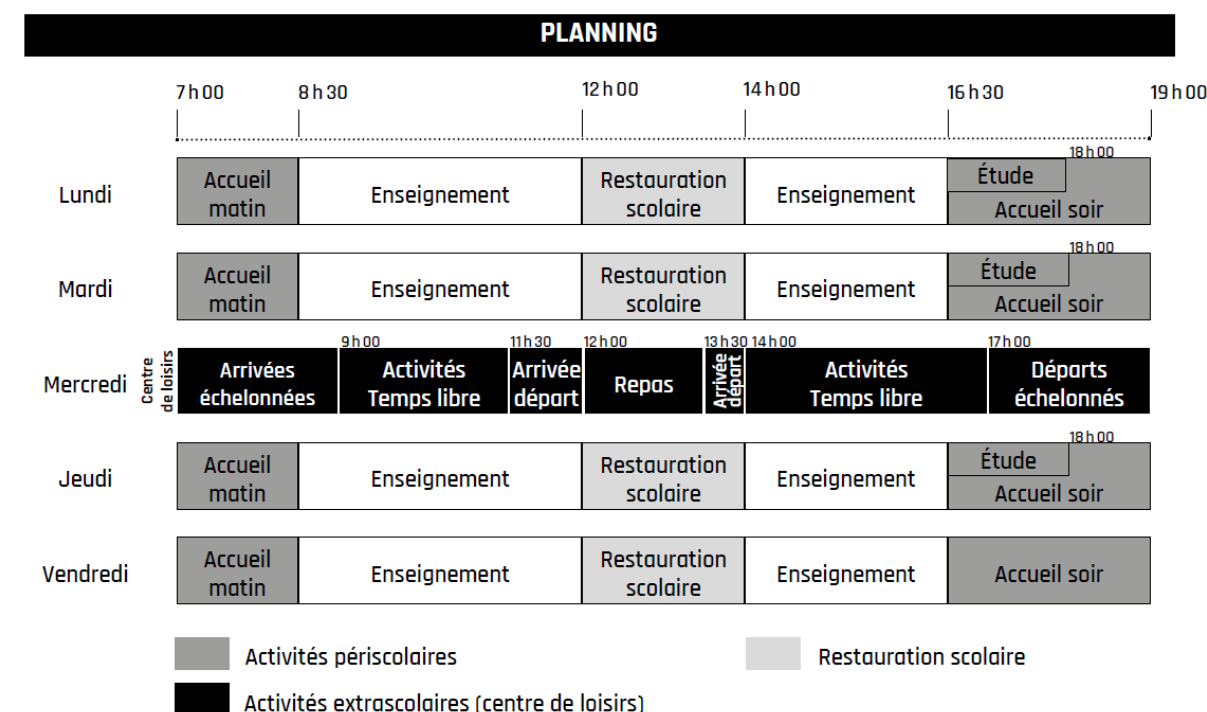 PLANNING
7 h 00 8 h 30 12 h 00 14 h 00 16 h 30 19 h 00
18 h 00
Lundi
Accueil
matin
Enseignement
Restauration
scolaire
Enseignement
Étude
Accueil soir
18 h 00
Mardi
Accueil
matin
Enseignement
Restauration
scolaire
Enseignement
Étude
Accueil soir
9 h 00 11 h 30 12 h 00 13 h 30 14 h 00 17 h 00
Mercredi
Centre
de loisirs
Arrivées
échelonnées
Activités
Temps libre
Arrivée
départ
Repas
Arrivée
départ
Activités
Temps libre
Départs
échelonnés
18 h 00
Jeudi
Accueil
matin
Enseignement
Restauration
scolaire
Enseignement
Étude
Accueil soir
Vendredi
Accueil
matin
Enseignement
Restauration
scolaire
Enseignement
Accueil soir
Activités périscolaires
Restauration scolaire
Activités extrascolaires (centre de loisirs)